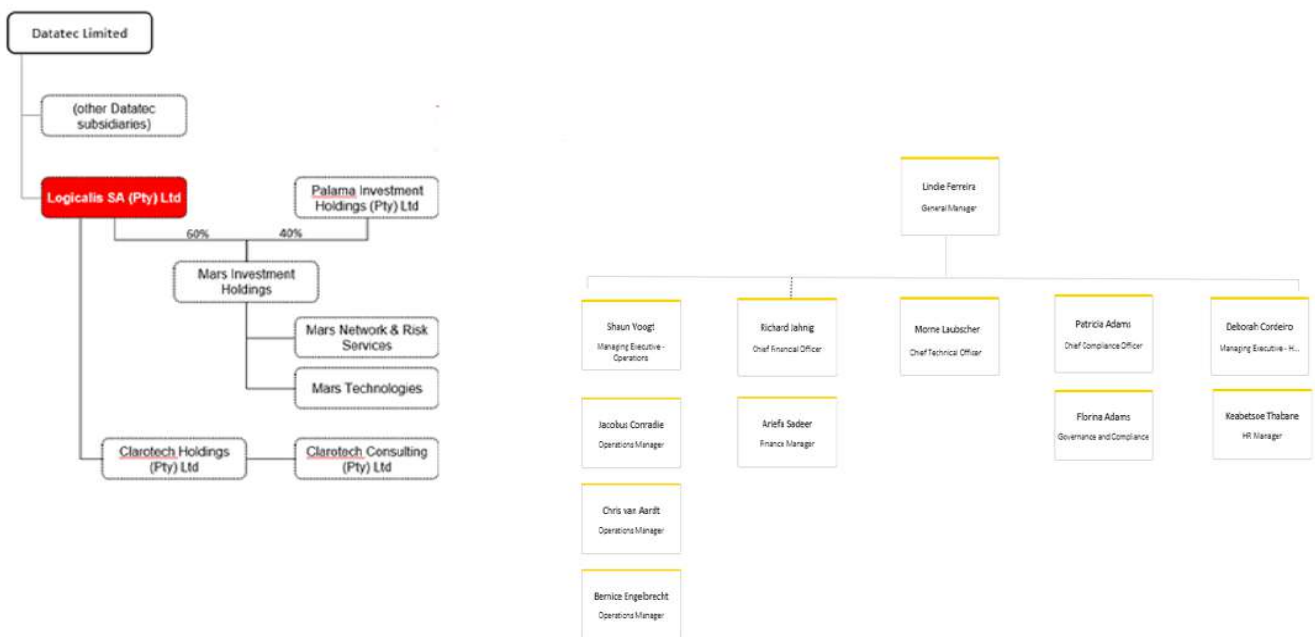 Datatec Limited
(other Datatec
subsidiaries)
Logicalis SA (Pty) Ltd
Palama Investment
Holdings (Pty) Ltd
60%
40%
Mars Investment
Holdings
Mars Network & Risk
Services
Mars Technologies
Clarotech Holdings
(Pty) Ltd
Clarotech Consulting
(Pty) Ltd
Lindie Ferreira
General Manager
Shaun Voogt
Managing Executive -
Operations
Richard Jahnig
Chief Financial Officer
Morne Laubscher
Chief Technical Officer
Patricia Adams
Chief Compliance Officer
Deborah Cordeiro
Managing Executive - H...
Jacobus Conradie
Operations Manager
Ariefa Sadeer
Finance Manager
Florina Adams
Governance and Compliance
Keabetsoe Thabane
HR Manager
Chris van Aardt
Operations Manager
Bernice Engelbrecht
Operations Manager